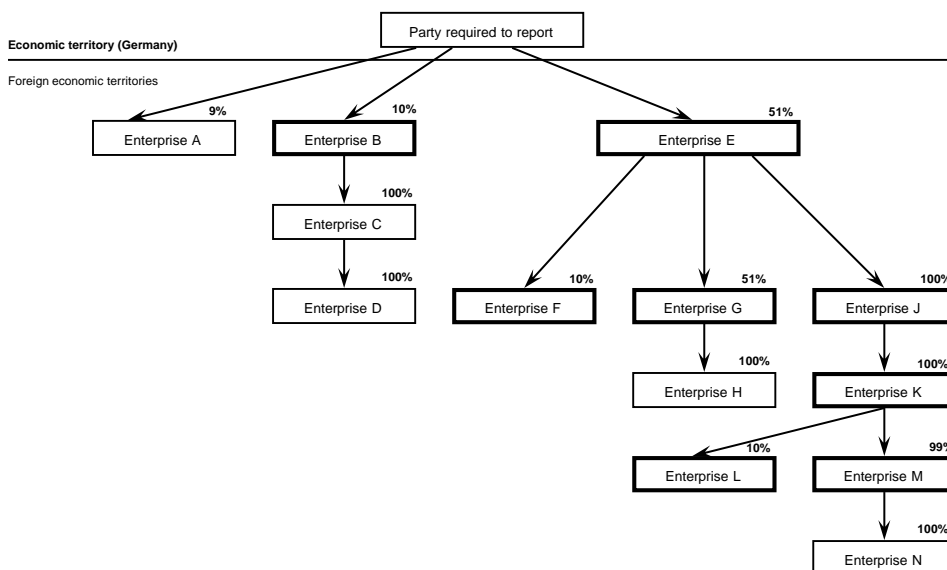 Party required to report
Economic territory (Germany)
Foreign economic territories
9%
10%
51%
Enterprise A
Enterprise B
Enterprise E
100%
Enterprise C
100%
10%
51%
100%
Enterprise D
Enterprise F
Enterprise G
Enterprise J
100%
100%
Enterprise H
Enterprise K
10%
99%
Enterprise L
Enterprise M
100%
Enterprise N